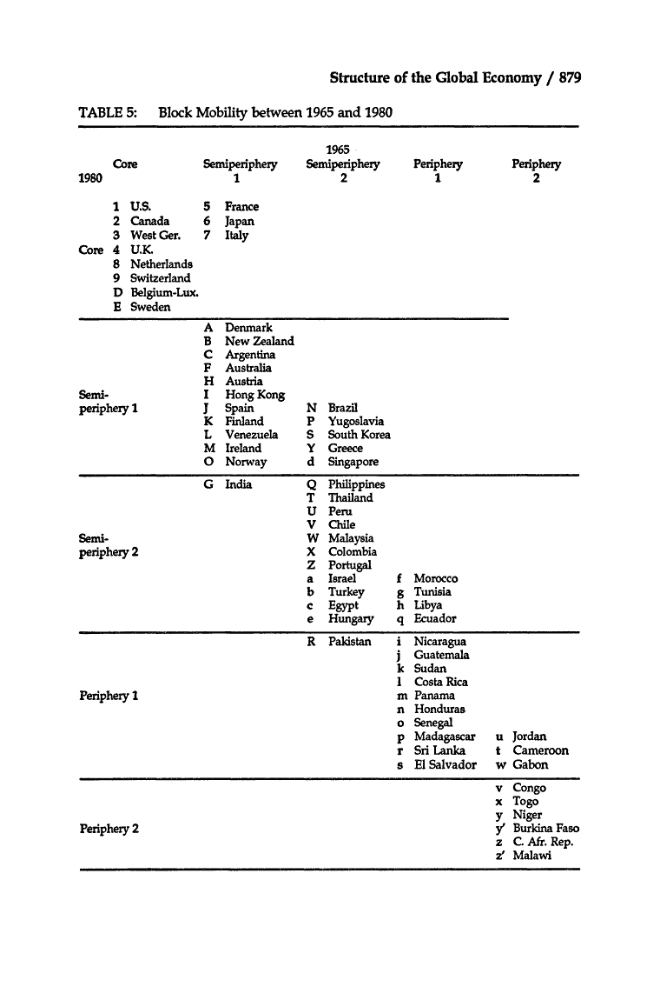 Structure of the Global Economy / 879
TABLE 5: Block Mobility between 1965 and 1980
1965
Core Semiperiphery Semiperiphery Periphery Periphery
1980 1 2 1 2
1 U.S. 5 France
2 Canada 6 Japan
3 West Ger. 7 Italy
Core 4 U.K.
8 Netherlands
9 Switzerland
D Belgium-Lux.
E Sweden
A Denmark
B New Zealand
C Argentina
F Australia
H Austria
Semi- I Hong Kong
periphery 1 J Spain N Brazil
K Finland P Yugoslavia
L Venezuela S South Korea
M Ireland Y Greece
O Norway d Singapore
G India Q Philippines
T Thailand
U Peru
V Chile
Semi- W Malaysia
periphery 2 X Colombia
Z Portugal
a Israel f Morocco
b Turkey g Tunisia
c Egypt h Libya
e Hungary q Ecuador
R Pakistan i Nicaragua
j Guatemala
k Sudan
l Costa Rica
Periphery 1 m Panama
n Honduras
o Senegal
p Madagascar u Jordan
r Sri Lanka t Cameroon
s El Salvador w Gabon
v Congo
x Togo
y Niger
Periphery 2 y′ Burkina Faso
z C. Afr. Rep.
z′ Malawi